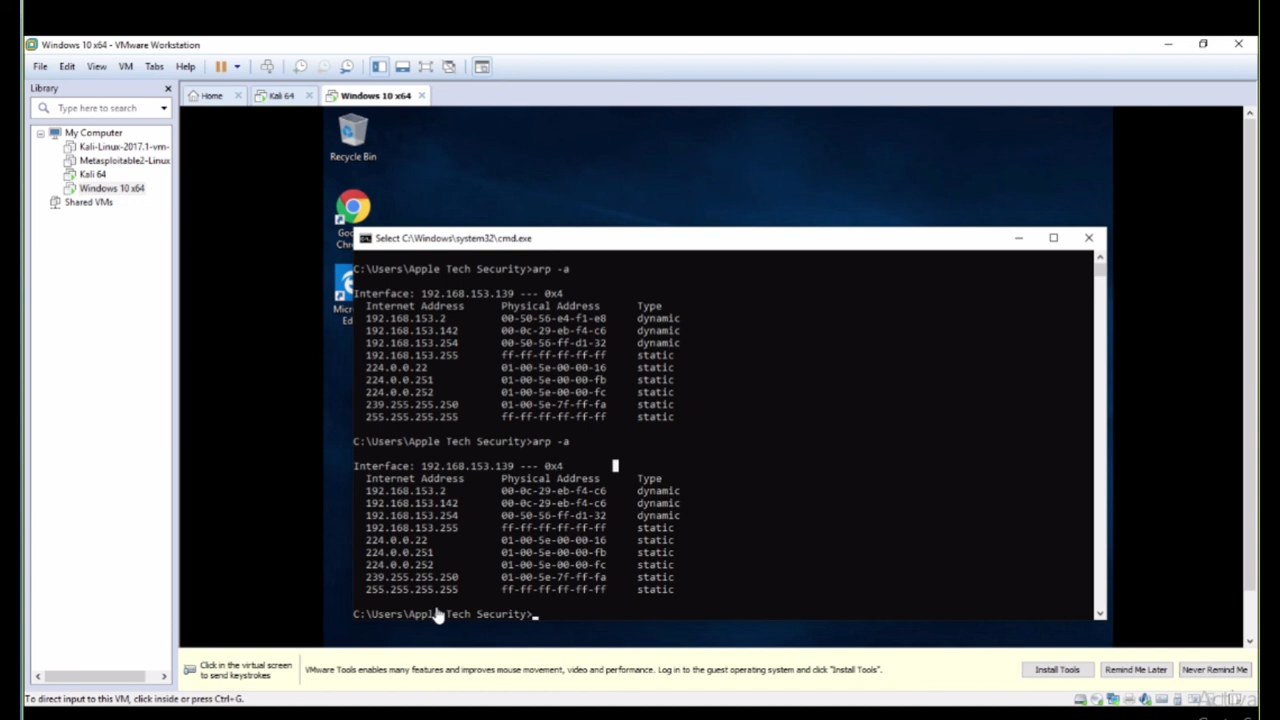 Windows 10 x64 - VMware Workstation
File Edit View VM Tabs Help
Library
Type here to search
My Computer
Kali-Linux-2017.1-vm-
Metasploitable2-Linux
Kali 64
Windows 10 x64
Shared VMs
Home Kali 64 Windows 10 x64
Recycle Bin
Goo
Chr
Micr
Ed
Select C:\Windows\system32\cmd.exe
C:\Users\Apple Tech Security>arp -a
Interface: 192.168.153.139 --- 0x4
Internet Address Physical Address Type
192.168.153.2 00-50-56-e4-f1-e8 dynamic
192.168.153.142 00-0c-29-eb-f4-c6 dynamic
192.168.153.254 00-50-56-ff-d1-32 dynamic
192.168.153.255 ff-ff-ff-ff-ff-ff static
224.0.0.22 01-00-5e-00-00-16 static
224.0.0.251 01-00-5e-00-00-fb static
224.0.0.252 01-00-5e-00-00-fc static
239.255.255.250 01-00-5e-7f-ff-fa static
255.255.255.255 ff-ff-ff-ff-ff-ff static
C:\Users\Apple Tech Security>arp -a
Interface: 192.168.153.139 --- 0x4
Internet Address Physical Address Type
192.168.153.2 00-0c-29-eb-f4-c6 dynamic
192.168.153.142 00-0c-29-eb-f4-c6 dynamic
192.168.153.254 00-50-56-ff-d1-32 dynamic
192.168.153.255 ff-ff-ff-ff-ff-ff static
224.0.0.22 01-00-5e-00-00-16 static
224.0.0.251 01-00-5e-00-00-fb static
224.0.0.252 01-00-5e-00-00-fc static
239.255.255.250 01-00-5e-7f-ff-fa static
255.255.255.255 ff-ff-ff-ff-ff-ff static
C:\Users\Apple Tech Security>
Click in the virtual screen
to send keystrokes
VMware Tools enables many features and improves mouse movement, video and performance. Log in to the guest operating system and click "Install Tools".
Install Tools Remind Me Later Never Remind Me
To direct input to this VM, click inside or press Ctrl+G.
Activa